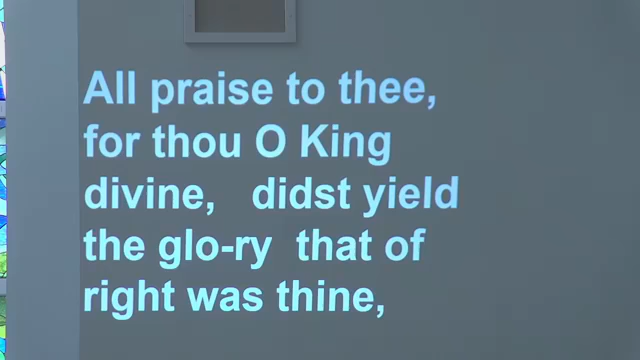 All praise to thee,
for thou O King
divine, didst yield
the glo-ry that of
right was thine,